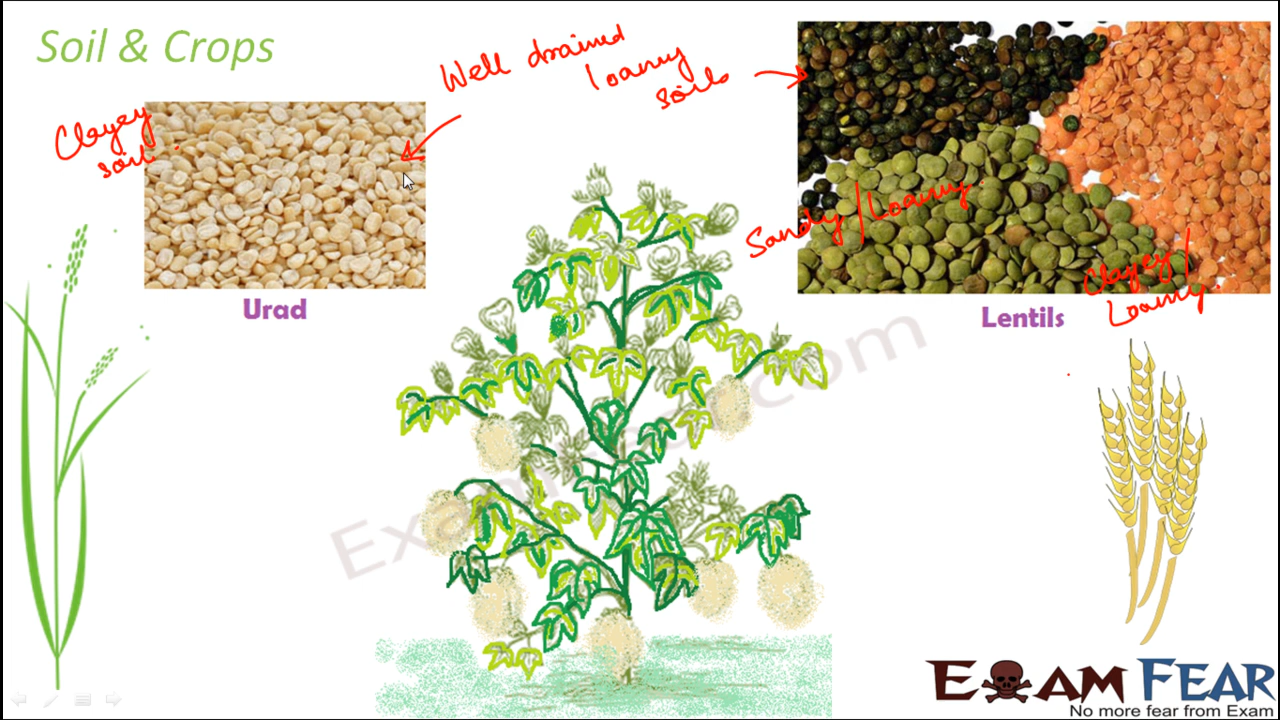 Soil & Crops
Well drained
loamy
soils
Clayey
soil.
Sandy/Loamy
Clayey/
Loamy
Urad
Lentils
Examfear.com
EXAM FEAR
No more fear from Exam